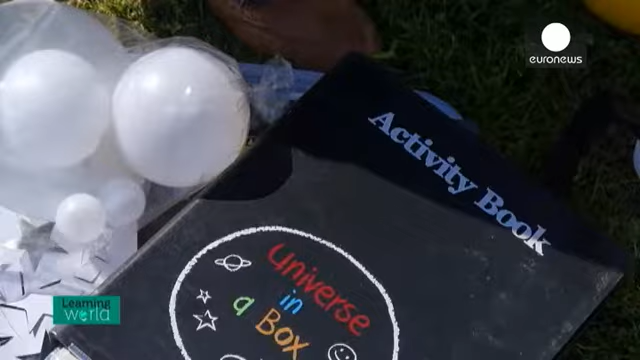 euronews
Activity Book
Universe
in
a Box
Learning
world